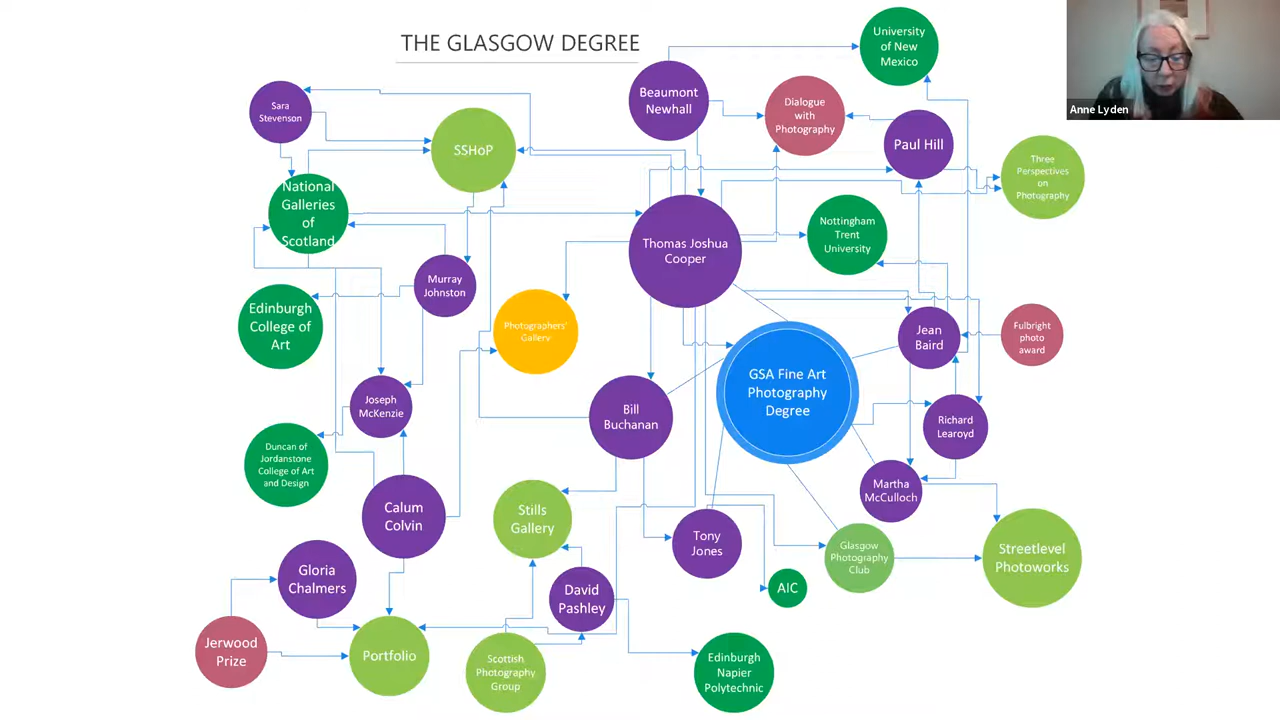 THE GLASGOW DEGREE
University
of New
Mexico
Anne Lyden
Sara
Stevenson
Beaumont
Newhall
Dialogue
with
Photography
Paul Hill
SSHoP
Three
Perspectives
on
Photography
National
Galleries
of
Scotland
Thomas Joshua
Cooper
Nottingham
Trent
University
Murray
Johnston
Edinburgh
College of
Art
Photographers'
Gallery
Jean
Baird
Fulbright
photo
award
GSA Fine Art
Photography
Degree
Joseph
McKenzie
Bill
Buchanan
Richard
Learoyd
Duncan of
Jordanstone
College of Art
and Design
Martha
McCulloch
Calum
Colvin
Stills
Gallery
Tony
Jones
Glasgow
Photography
Club
Streetlevel
Photoworks
Gloria
Chalmers
David
Pashley
AIC
Jerwood
Prize
Portfolio
Scottish
Photography
Group
Edinburgh
Napier
Polytechnic